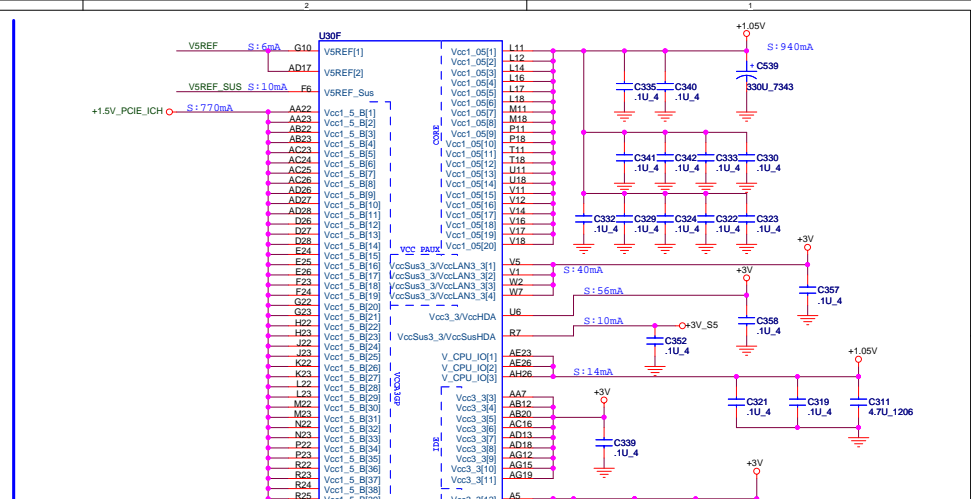 2
1
U30F
+1.05V
V5REF
S:6mA
G10
V5REF[1]
Vcc1_05[1]
L11
S:940mA
Vcc1_05[2]
L12
AD17
V5REF[2]
Vcc1_05[3]
L14
+
C539
Vcc1_05[4]
L16
V5REF_SUS
S:10mA
F6
V5REF_Sus
Vcc1_05[5]
L17
C335
C340
330U_7343
.1U_4
.1U_4
Vcc1_05[6]
L18
+1.5V_PCIE_ICH
S:770mA
AA22
Vcc1_5_B[1]
Vcc1_05[7]
M11
AA23
Vcc1_5_B[2]
Vcc1_05[8]
M18
AB22
Vcc1_5_B[3]
CORE
Vcc1_05[9]
P11
AB23
Vcc1_5_B[4]
Vcc1_05[10]
P18
AC23
Vcc1_5_B[5]
Vcc1_05[11]
T11
AC24
Vcc1_5_B[6]
Vcc1_05[12]
T18
C341
C342
C333
C330
.1U_4
.1U_4
.1U_4
.1U_4
AC25
Vcc1_5_B[7]
Vcc1_05[13]
U11
AC26
Vcc1_5_B[8]
Vcc1_05[14]
U18
AD26
Vcc1_5_B[9]
Vcc1_05[15]
V11
AD27
Vcc1_5_B[10]
Vcc1_05[16]
V12
AD28
Vcc1_5_B[11]
Vcc1_05[17]
V14
D26
Vcc1_5_B[12]
Vcc1_05[18]
V16
C332
C329
C324
C322
C323
.1U_4
.1U_4
.1U_4
.1U_4
.1U_4
D27
Vcc1_5_B[13]
Vcc1_05[19]
V17
D28
Vcc1_5_B[14]
Vcc1_05[20]
V18
+3V
E24
Vcc1_5_B[15]
VCC PAUX
E25
Vcc1_5_B[16]
VccSus3_3/VccLAN3_3[1]
V5
S:40mA
+3V
E26
Vcc1_5_B[17]
VccSus3_3/VccLAN3_3[2]
V1
F23
Vcc1_5_B[18]
VccSus3_3/VccLAN3_3[3]
W2
F24
Vcc1_5_B[19]
VccSus3_3/VccLAN3_3[4]
W7
S:56mA
C357
.1U_4
G22
Vcc1_5_B[20]
G23
Vcc1_5_B[21]
Vcc3_3/VccHDA
U6
H22
Vcc1_5_B[22]
S:10mA
+3V_S5
C358
.1U_4
H23
Vcc1_5_B[23]
VccSus3_3/VccSusHDA
R7
C352
.1U_4
J22
Vcc1_5_B[24]
J23
Vcc1_5_B[25]
V_CPU_IO[1]
AE23
+1.05V
K22
Vcc1_5_B[26]
V_CPU_IO[2]
AE26
K23
Vcc1_5_B[27]
V_CPU_IO[3]
AH26
S:14mA
L22
Vcc1_5_B[28]
VCCA3GP
L23
Vcc1_5_B[29]
Vcc3_3[3]
AA7
+3V
M22
Vcc1_5_B[30]
Vcc3_3[4]
AB12
C321
C319
C311
.1U_4
.1U_4
4.7U_1206
M23
Vcc1_5_B[31]
Vcc3_3[5]
AB20
N22
Vcc1_5_B[32]
Vcc3_3[6]
AC16
N23
Vcc1_5_B[33]
IDE
Vcc3_3[7]
AD13
P22
Vcc1_5_B[34]
Vcc3_3[8]
AD18
C339
.1U_4
P23
Vcc1_5_B[35]
Vcc3_3[9]
AG12
R22
Vcc1_5_B[36]
Vcc3_3[10]
AG15
+3V
R23
Vcc1_5_B[37]
Vcc3_3[11]
AG19
R24
Vcc1_5_B[38]
R25
A5